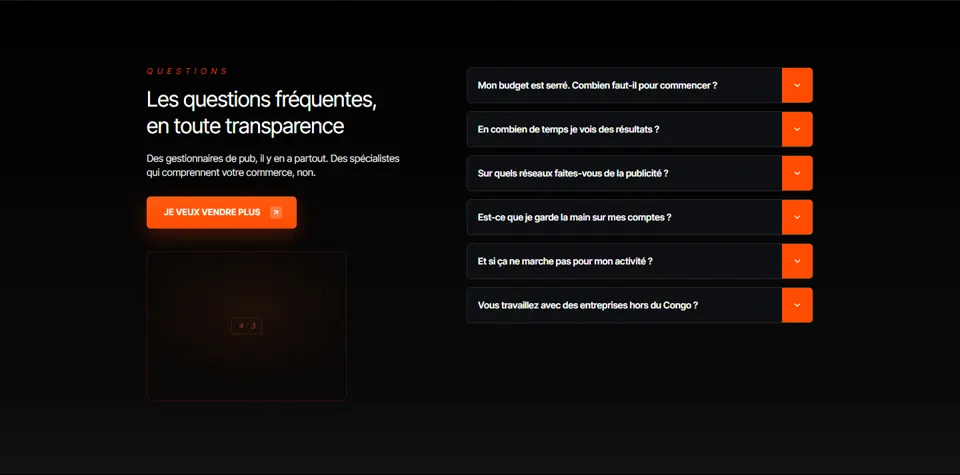 QUESTIONS
Les questions fréquentes,
en toute transparence
Des gestionnaires de pub, il y en a partout. Des spécialistes
qui comprennent votre commerce, non.
JE VEUX VENDRE PLUS
4 : 3
Mon budget est serré. Combien faut-il pour commencer ?
En combien de temps je vois des résultats ?
Sur quels réseaux faites-vous de la publicité ?
Est-ce que je garde la main sur mes comptes ?
Et si ça ne marche pas pour mon activité ?
Vous travaillez avec des entreprises hors du Congo ?